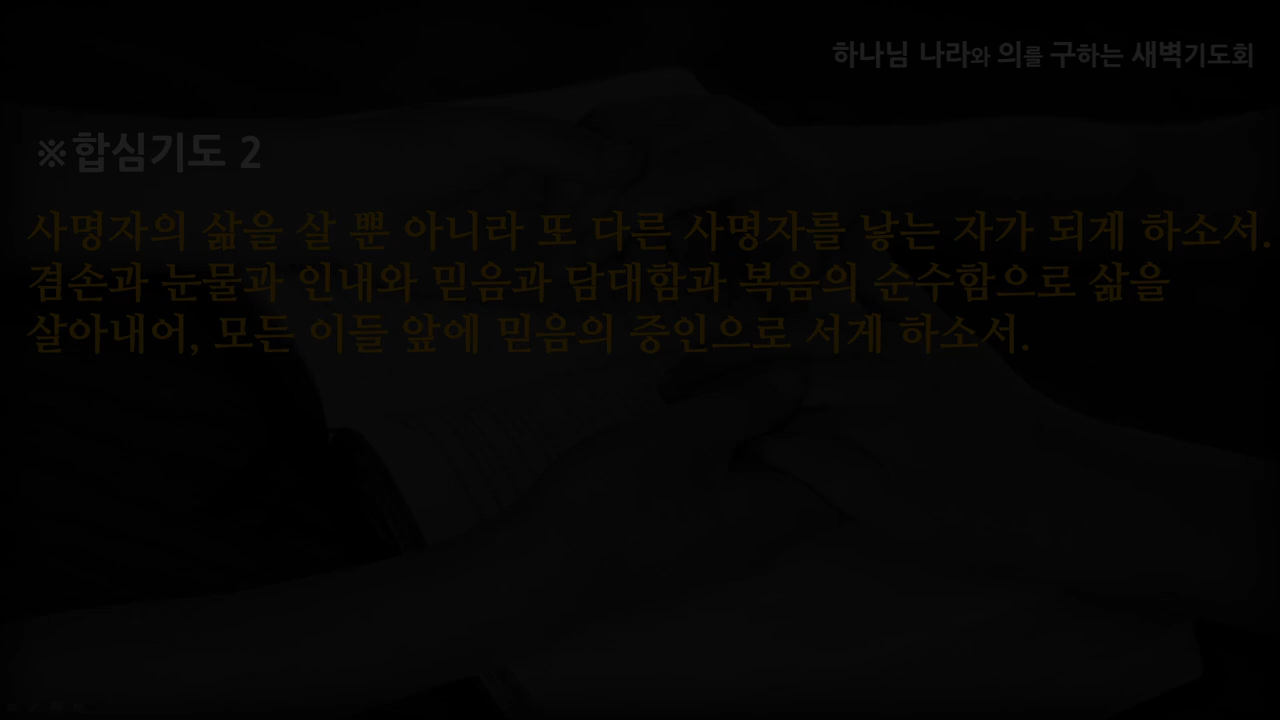 하나님 나라와 의를 구하는 새벽기도회
※합심기도 2
사명자의 삶을 살 뿐 아니라 또 다른 사명자를 낳는 자가 되게 하소서.
겸손과 눈물과 인내와 믿음과 담대함과 복음의 순수함으로 삶을
살아내어, 모든 이들 앞에 믿음의 증인으로 서게 하소서.